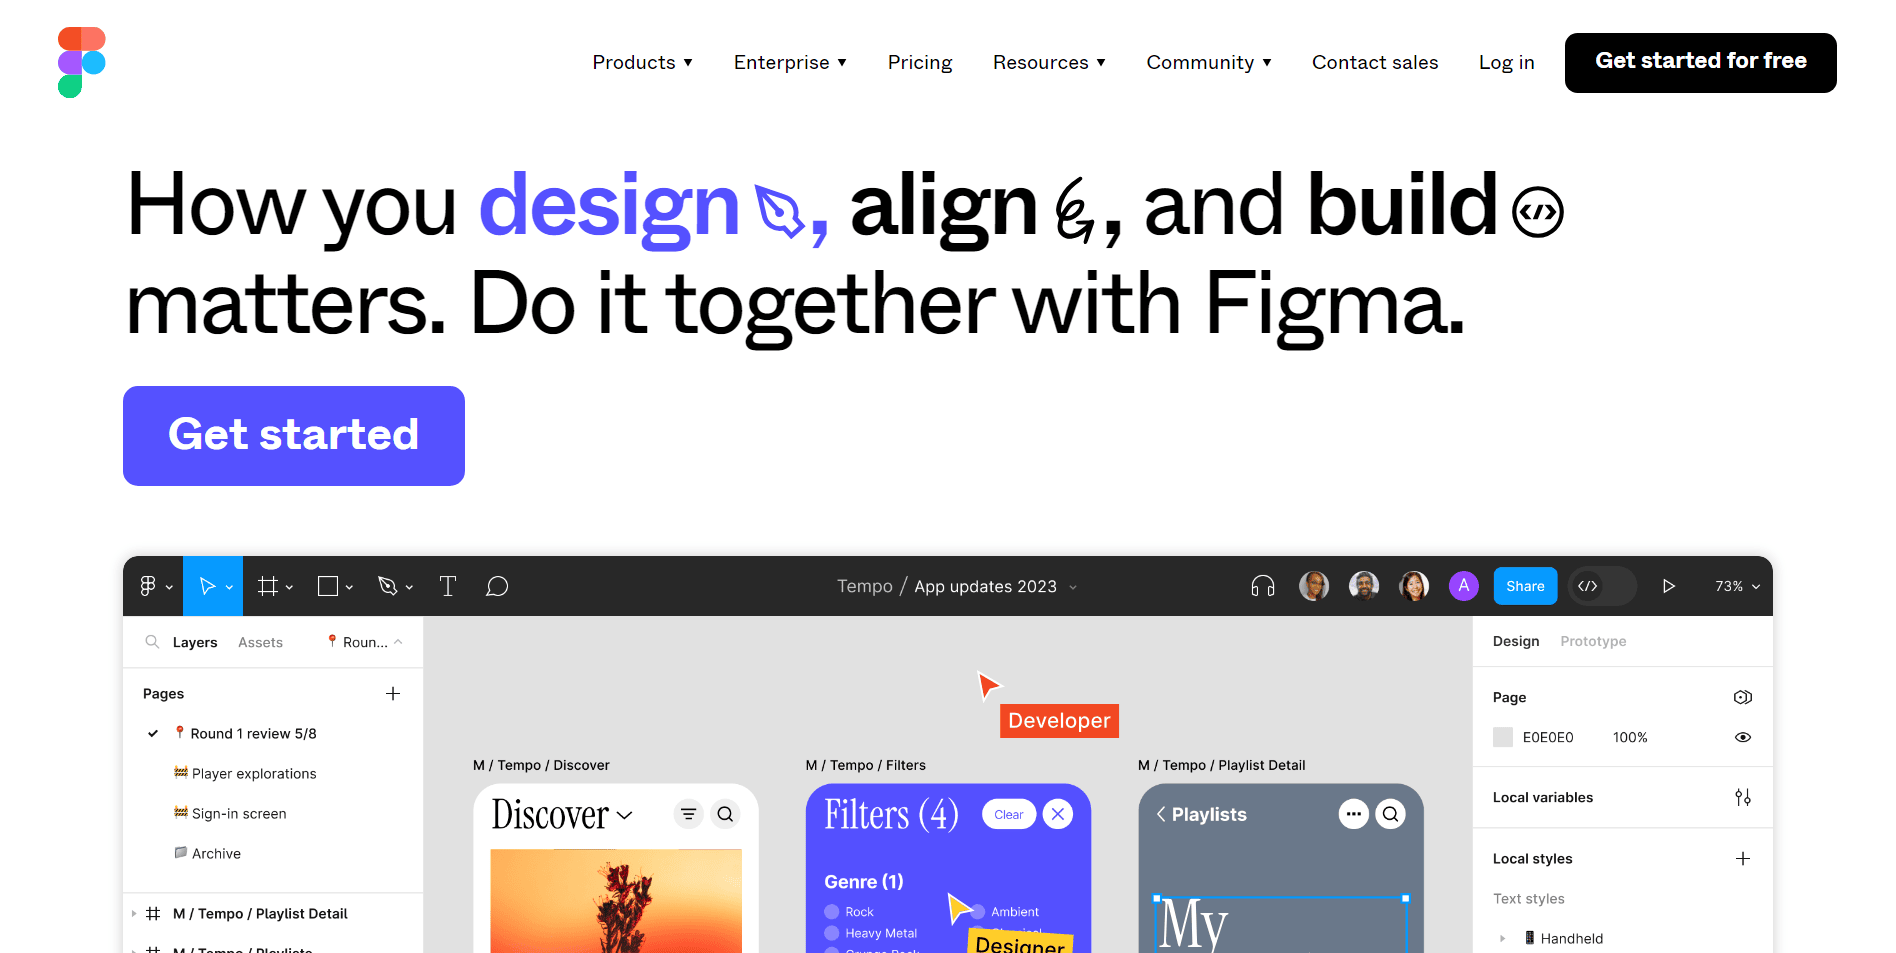 Products Enterprise Pricing Resources Community Contact sales Log in Get started for free
How you design, align, and build
matters. Do it together with Figma.
Get started
Tempo / App updates 2023
A
Share
73%
Layers Assets Roun...
Pages
Round 1 review 5/8
Player explorations
Sign-in screen
Archive
M / Tempo / Playlist Detail
M / Tempo / Playlists
Developer
M / Tempo / Discover
Discover
M / Tempo / Filters
Filters (4) Clear
Genre (1)
Rock Ambient
Heavy Metal Classical
Grunge Rock
Designer
M / Tempo / Playlist Detail
Playlists
My
Design Prototype
Page
E0E0E0 100%
Local variables
Local styles
Text styles
Handheld